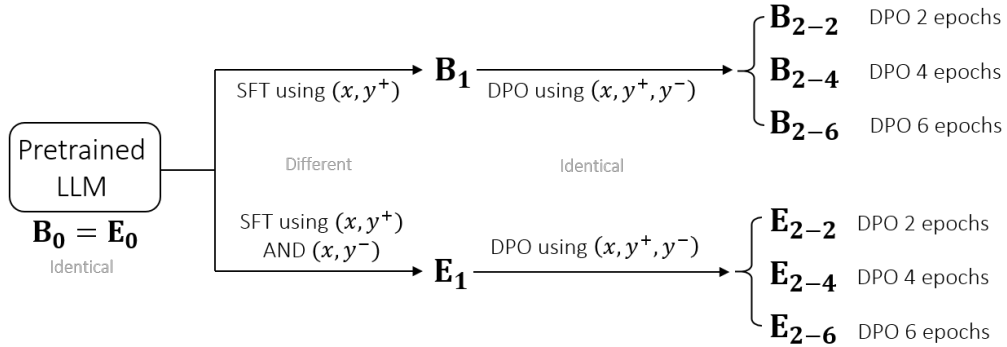 Pretrained
LLM
B₀ = E₀
Identical
SFT using (x, y⁺)
B₁
DPO using (x, y⁺, y⁻)
B₂₋₂ DPO 2 epochs
B₂₋₄ DPO 4 epochs
B₂₋₆ DPO 6 epochs
Different
Identical
SFT using (x, y⁺)
AND (x, y⁻)
E₁
DPO using (x, y⁺, y⁻)
E₂₋₂ DPO 2 epochs
E₂₋₄ DPO 4 epochs
E₂₋₆ DPO 6 epochs